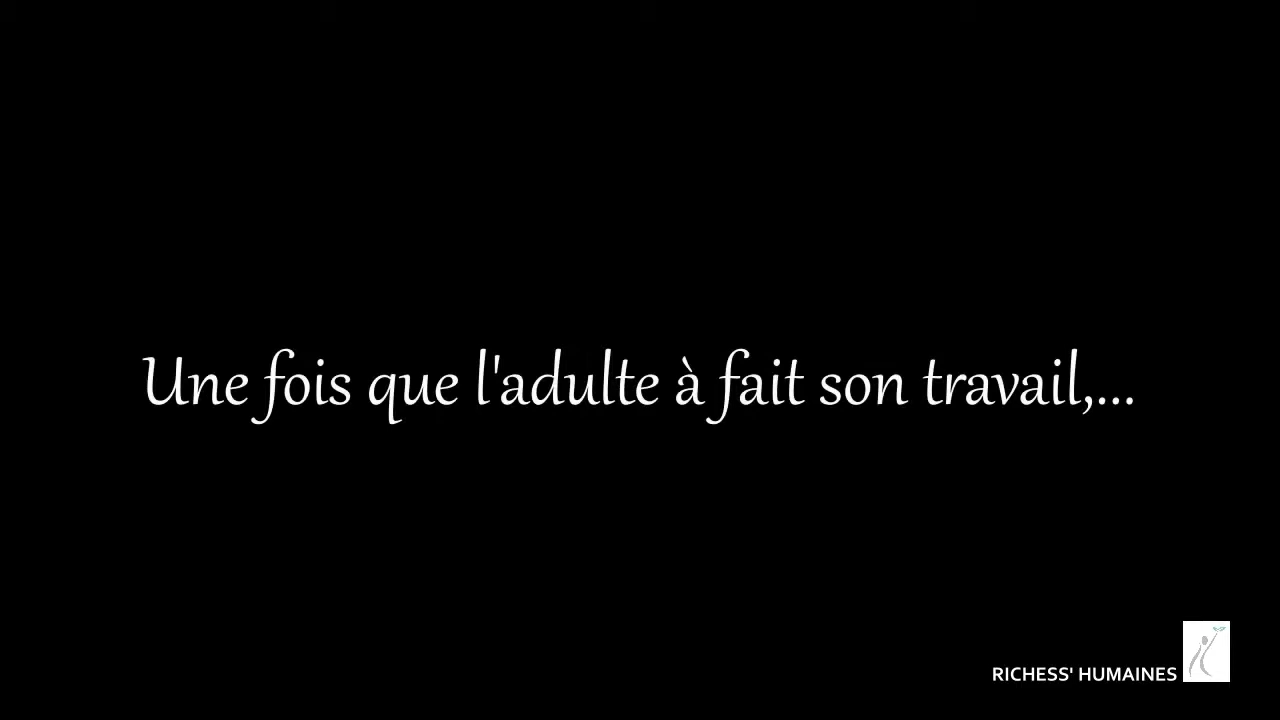 Une fois que l'adulte à fait son travail,...
RICHESS' HUMAINES